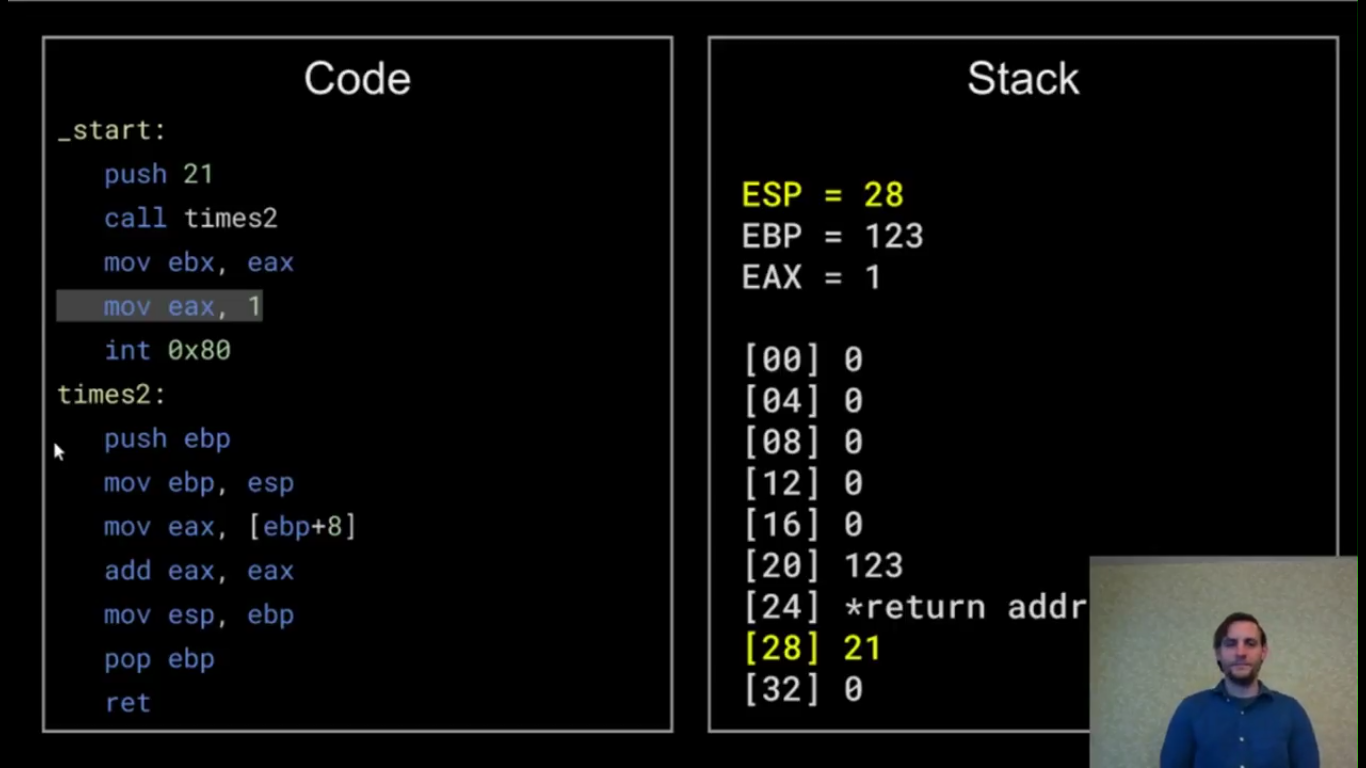 Code
_start:
push 21
call times2
mov ebx, eax
mov eax, 1
int 0x80
times2:
push ebp
mov ebp, esp
mov eax, [ebp+8]
add eax, eax
mov esp, ebp
pop ebp
ret
Stack
ESP = 28
EBP = 123
EAX = 1
[00] 0
[04] 0
[08] 0
[12] 0
[16] 0
[20] 123
[24] *return addr
[28] 21
[32] 0